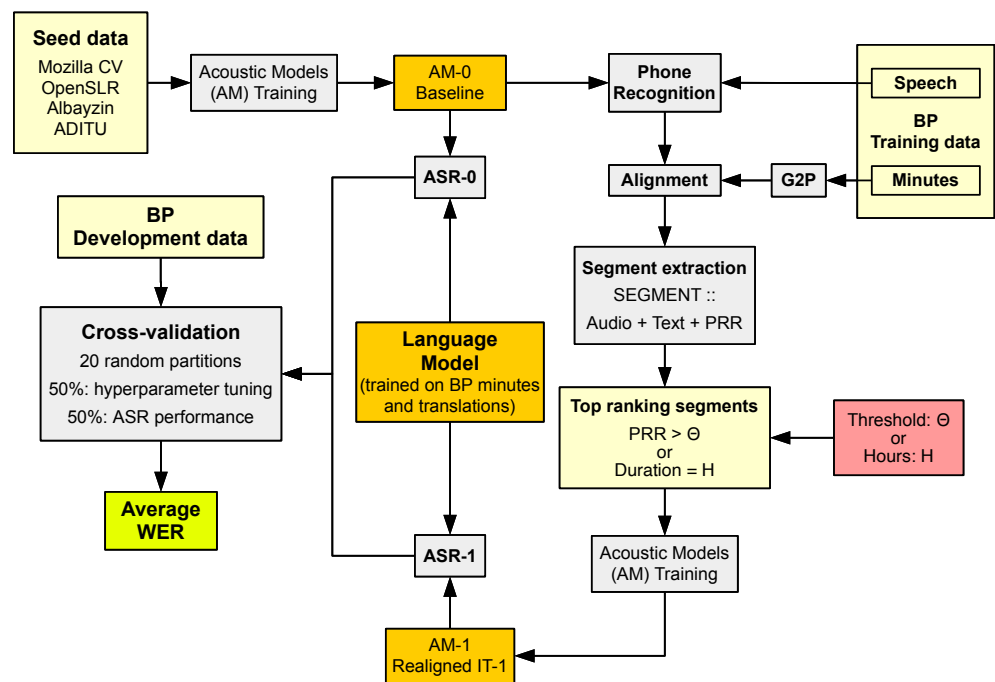 Seed data
Mozilla CV
OpenSLR
Albayzin
ADITU
Acoustic Models
(AM) Training
AM-0
Baseline
Phone
Recognition
Speech
BP
Training data
Minutes
G2P
Alignment
ASR-0
BP
Development data
Segment extraction
SEGMENT ::
Audio + Text + PRR
Cross-validation
20 random partitions
50%: hyperparameter tuning
50%: ASR performance
Language
Model
(trained on BP minutes
and translations)
Top ranking segments
PRR > Θ
or
Duration = H
Threshold: Θ
or
Hours: H
Average
WER
ASR-1
Acoustic Models
(AM) Training
AM-1
Realigned IT-1